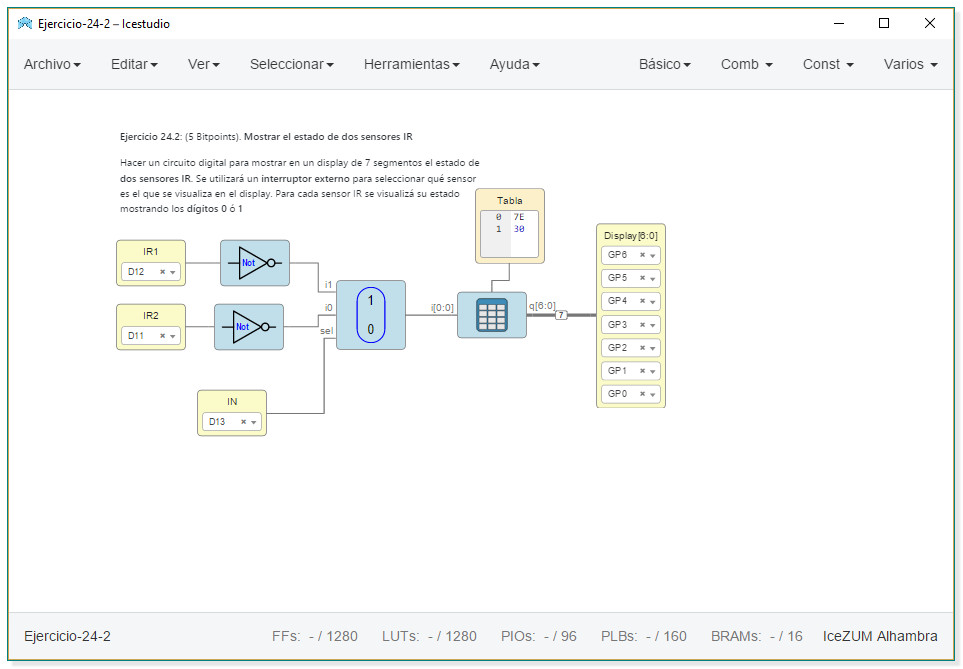 Ejercicio-24-2 – Icestudio
Archivo Editar Ver Seleccionar Herramientas Ayuda Básico Comb Const Varios
Ejercicio 24.2: (5 Bitpoints). Mostrar el estado de dos sensores IR
Hacer un circuito digital para mostrar en un display de 7 segmentos el estado de
dos sensores IR. Se utilizará un interruptor externo para seleccionar qué sensor
es el que se visualiza en el display. Para cada sensor IR se visualizá su estado
mostrando los dígitos 0 ó 1
Tabla
0 7E
1 30
IR1
D12
Not
IR2
D11
Not
IN
D13
i1
i0
sel
1
0
i[0:0]
q[6:0]
7
Display[6:0]
GP6
GP5
GP4
GP3
GP2
GP1
GP0
Ejercicio-24-2 FFs: - / 1280 LUTs: - / 1280 PIOs: - / 96 PLBs: - / 160 BRAMs: - / 16 IceZUM Alhambra